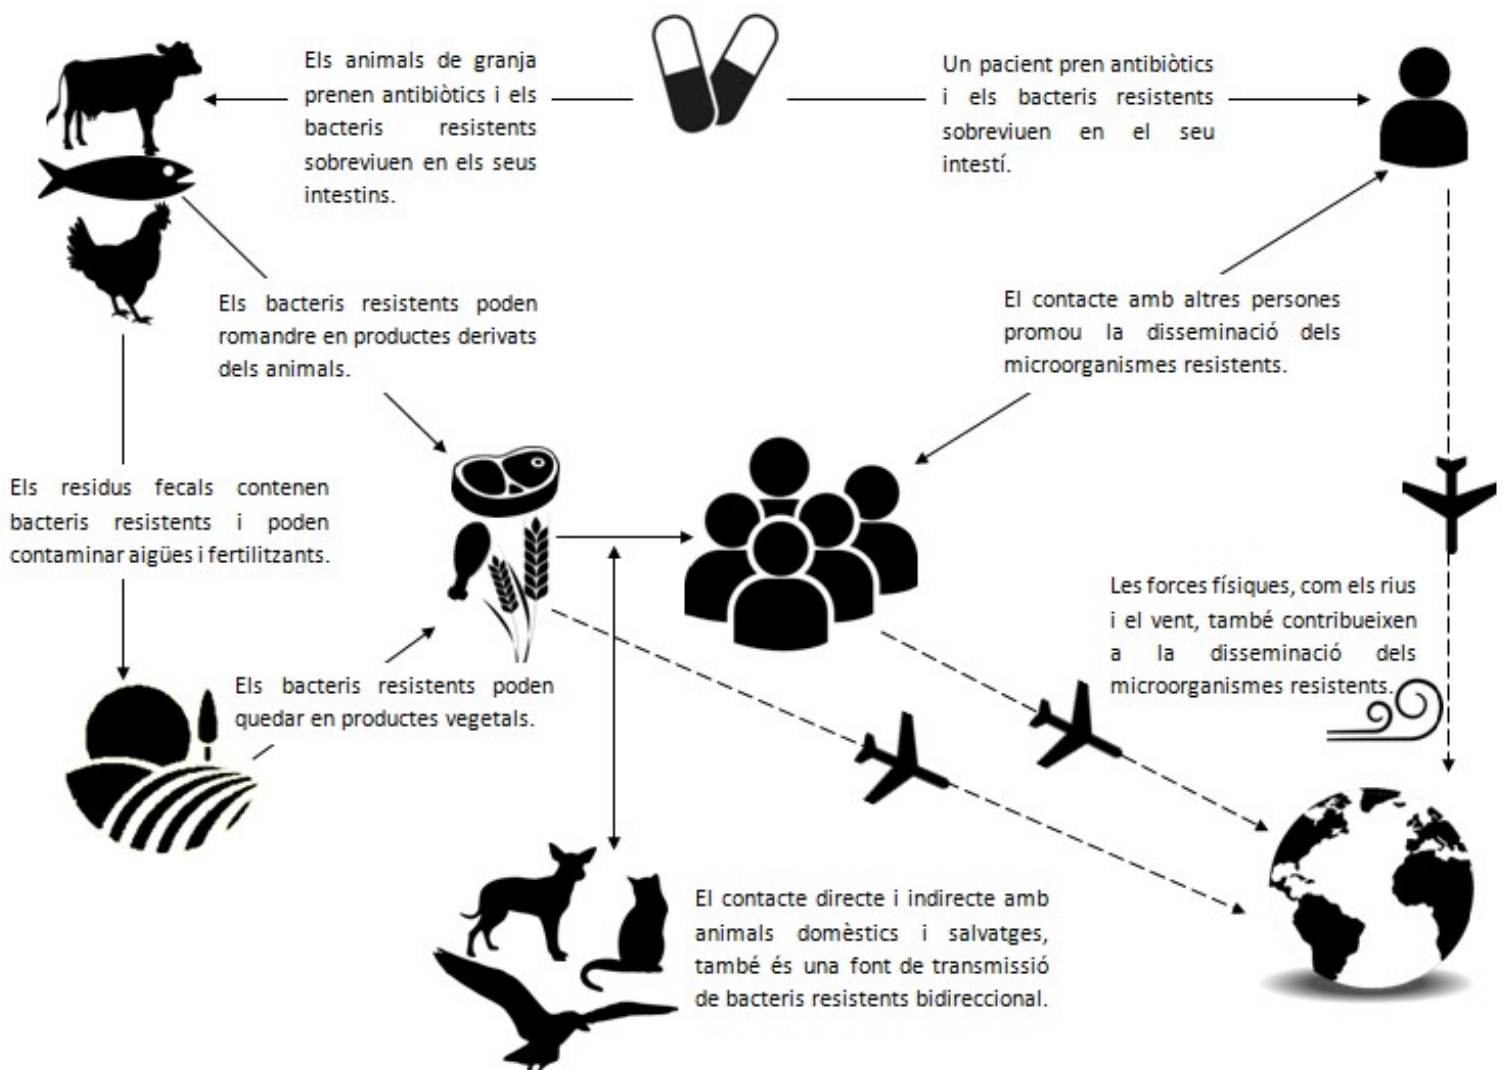 Els animals de granja
prenen antibiòtics i els
bacteris resistents
sobreviuen en els seus
intestins.
Un pacient pren antibiòtics
i els bacteris resistents
sobreviuen en el seu
intestí.
Els bacteris resistents poden
romandre en productes derivats
dels animals.
El contacte amb altres persones
promou la disseminació dels
microorganismes resistents.
Els residus fecals contenen
bacteris resistents i poden
contaminar aigües i fertilitzants.
Les forces físiques, com els rius
i el vent, també contribueixen
a la disseminació dels
microorganismes resistents.
Els bacteris resistents poden
quedar en productes vegetals.
El contacte directe i indirecte amb
animals domèstics i salvatges,
també és una font de transmissió
de bacteris resistents bidireccional.